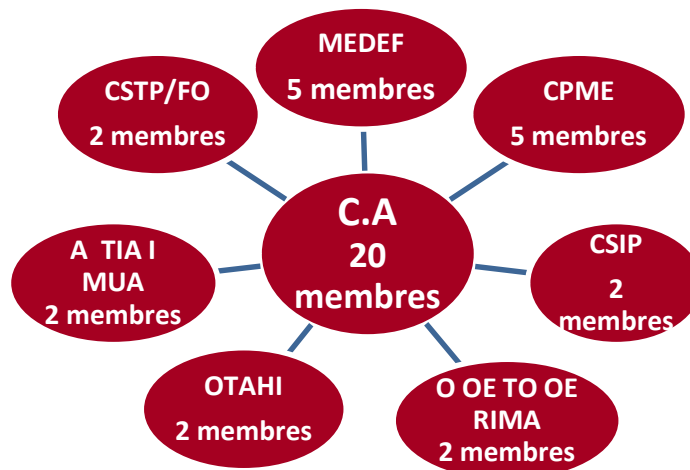 MEDEF
5 membres
CSTP/FO
2 membres
CPME
5 membres
C.A
20
membres
A TIA I
MUA
2 membres
CSIP
2
membres
OTAHI
2 membres
O OE TO OE
RIMA
2 membres